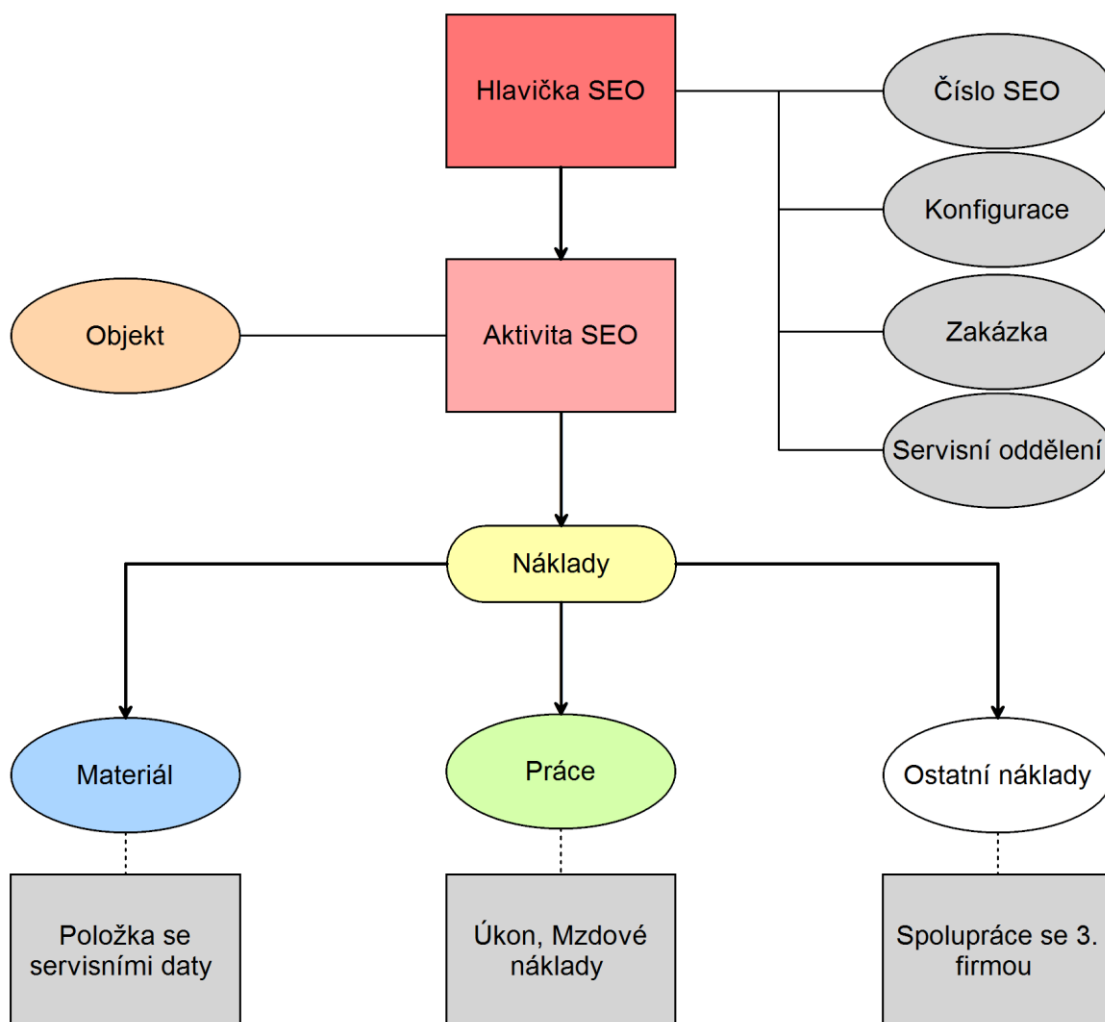 Hlavička SEO
Číslo SEO
Konfigurace
Objekt
Aktivita SEO
Zakázka
Servisní oddělení
Náklady
Materiál
Práce
Ostatní náklady
Položka se
servisními daty
Úkon, Mzdové
náklady
Spolupráce se 3.
firmou